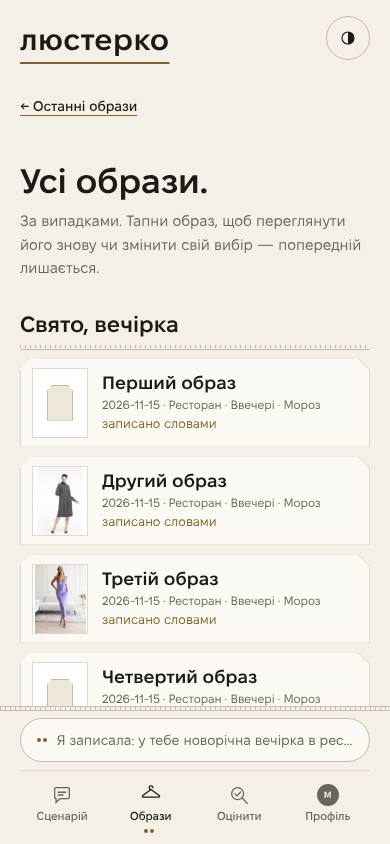 люстерко
← Останні образи
Усі образи.
За випадками. Тапни образ, щоб переглянути
його знову чи змінити свій вибір — попередній
лишається.
Свято, вечірка
Перший образ
2026-11-15 · Ресторан · Ввечері · Мороз
записано словами
Другий образ
2026-11-15 · Ресторан · Ввечері · Мороз
записано словами
Третій образ
2026-11-15 · Ресторан · Ввечері · Мороз
записано словами
Четвертий образ
2026-11-15 · Ресторан · Ввечері · Мороз
Я записала: у тебе новорічна вечірка в рес...
Сценарій
Образи
Оцінити
М
Профіль